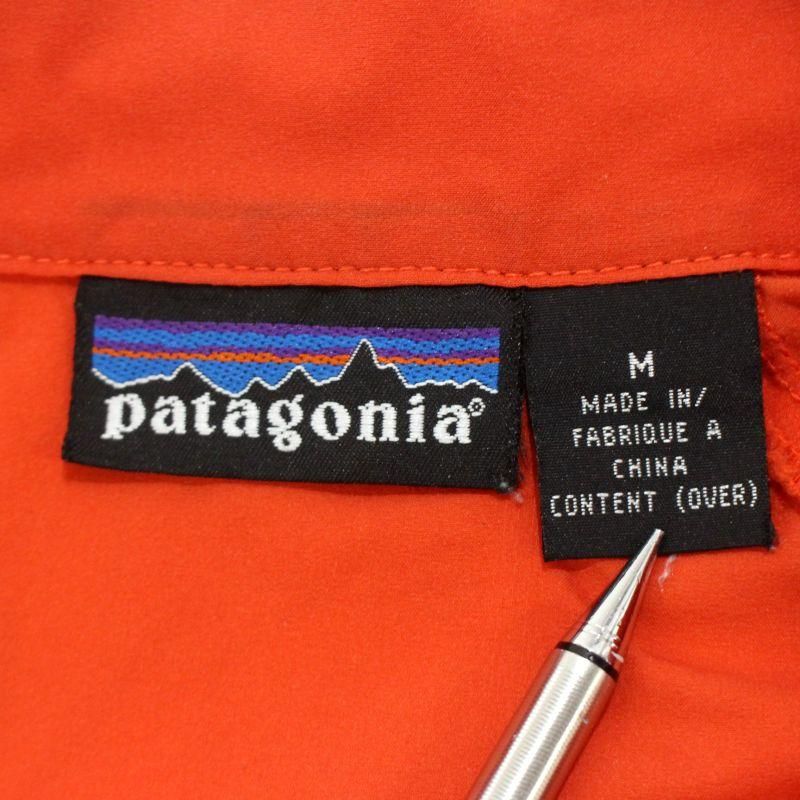 patagonia®
M
MADE IN/
FABRIQUE A
CHINA
CONTENT (OVER)